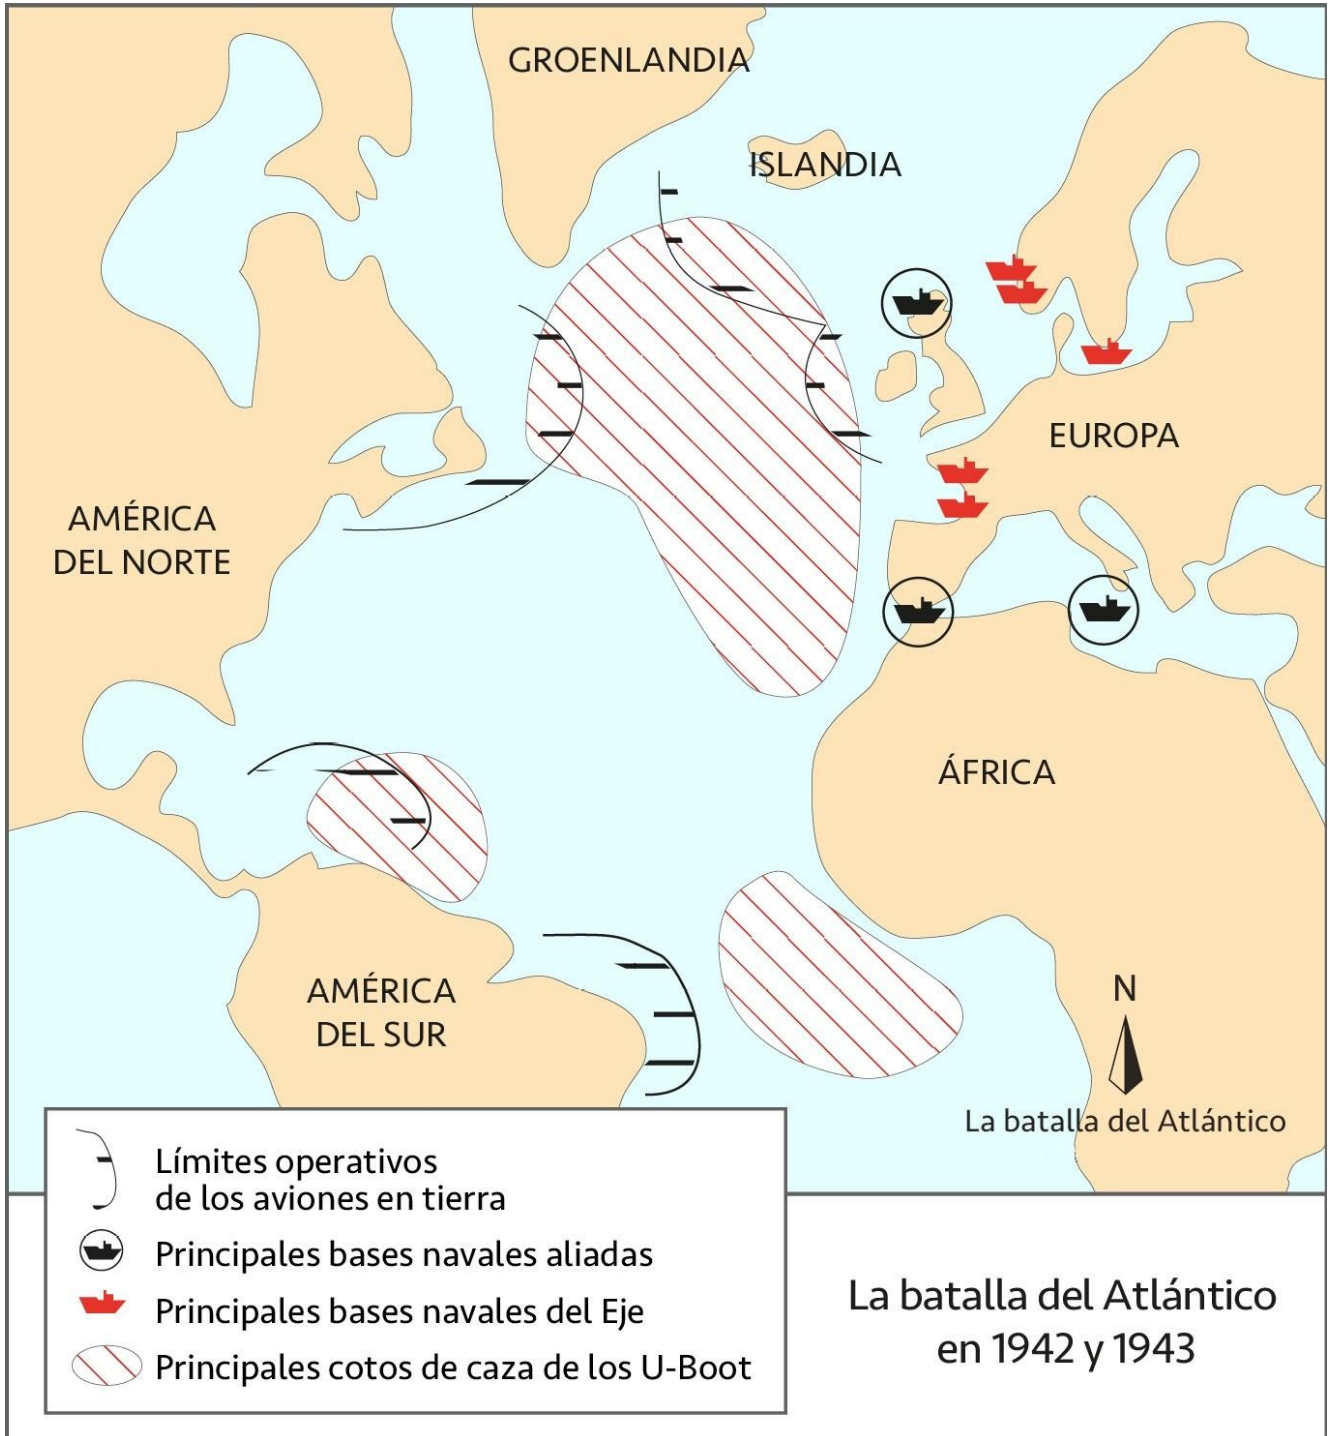 GROENLANDIA
ISLANDIA
EUROPA
AMÉRICA
DEL NORTE
ÁFRICA
AMÉRICA
DEL SUR
N
La batalla del Atlántico
Límites operativos
de los aviones en tierra
Principales bases navales aliadas
Principales bases navales del Eje
Principales cotos de caza de los U-Boot
La batalla del Atlántico
en 1942 y 1943